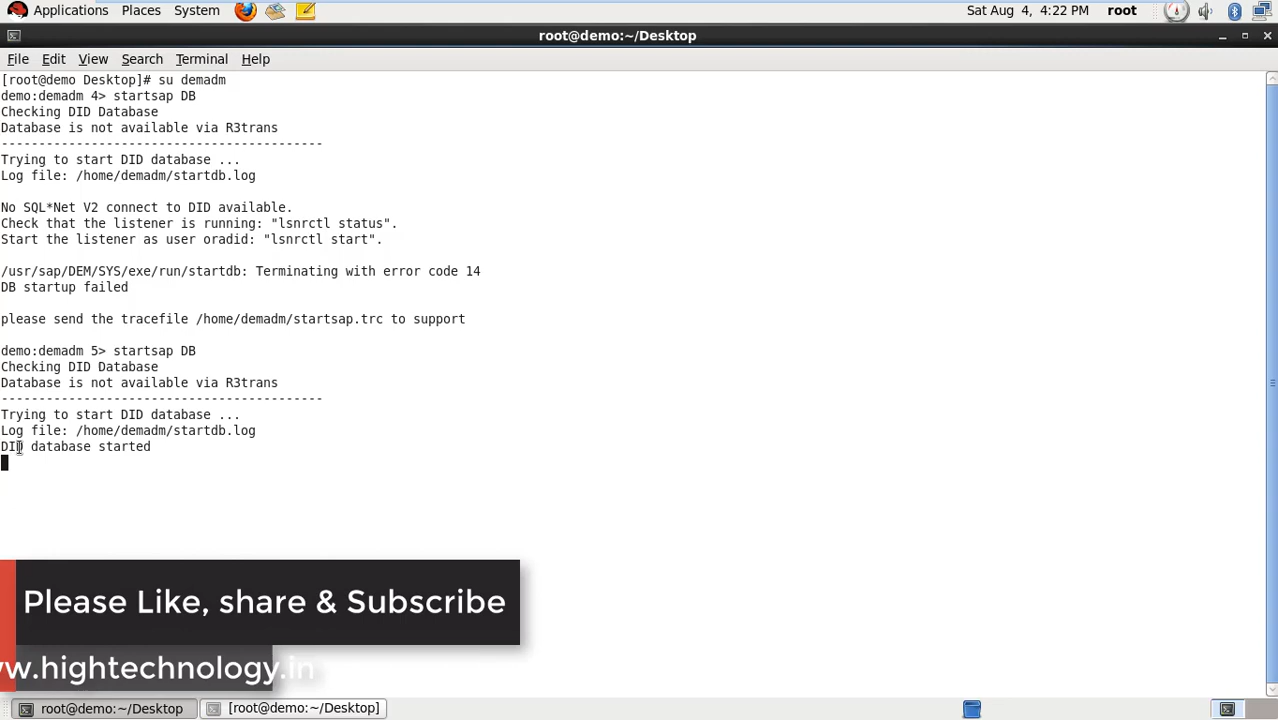 Applications Places System Sat Aug 4, 4:22 PM root
root@demo:~/Desktop
File Edit View Search Terminal Help
[root@demo Desktop]# su demadm
demo:demadm 4> startsap DB
Checking DID Database
Database is not available via R3trans
-------------------------------------------
Trying to start DID database ...
Log file: /home/demadm/startdb.log
No SQL*Net V2 connect to DID available.
Check that the listener is running: "lsnrctl status".
Start the listener as user oradid: "lsnrctl start".
/usr/sap/DEM/SYS/exe/run/startdb: Terminating with error code 14
DB startup failed
please send the tracefile /home/demadm/startsap.trc to support
demo:demadm 5> startsap DB
Checking DID Database
Database is not available via R3trans
-------------------------------------------
Trying to start DID database ...
Log file: /home/demadm/startdb.log
DID database started
Please Like, share & Subscribe
w.hightechnology.in
root@demo:~/Desktop [root@demo:~/Desktop]